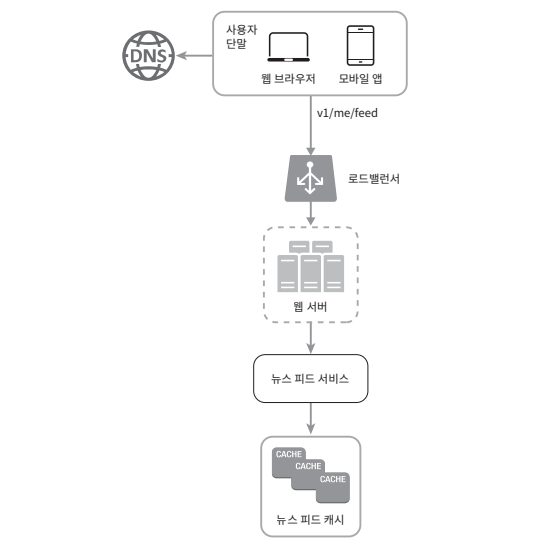 사용자
단말
DNS
웹 브라우저
모바일 앱
v1/me/feed
로드밸런서
웹 서버
뉴스 피드 서비스
CACHE
CACHE
CACHE
뉴스 피드 캐시